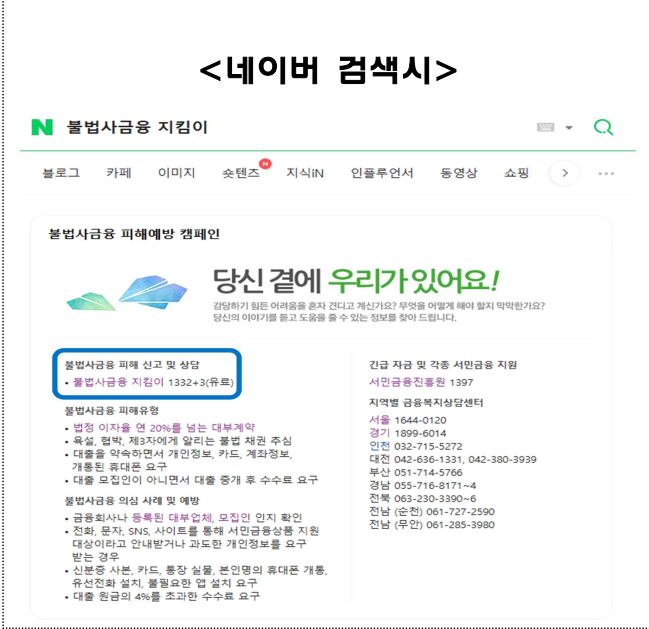 <네이버 검색시>
N 불법사금융 지킴이
블로그 카페 이미지 숏텐츠 N 지식iN 인플루언서 동영상 쇼핑
불법사금융 피해예방 캠페인
당신 곁에 우리가 있어요!
감당하기 힘든 어려움을 혼자 견디고 계신가요? 무엇을 어떻게 해야 할지 막막한가요?
당신의 이야기를 듣고 도움을 줄 수 있는 정보를 찾아 드립니다.
불법사금융 피해 신고 및 상담
• 불법사금융 지킴이 1332+3(유료)
불법사금융 피해유형
• 법정 이자율 연 20%를 넘는 대부계약
• 욕설, 협박, 제3자에게 알리는 불법 채권 추심
• 대출을 약속하면서 개인정보, 카드, 계좌정보,
개통된 휴대폰 요구
• 대출 모집인이 아니면서 대출 중개 후 수수료 요구
불법사금융 의심 사례 및 예방
• 금융회사나 등록된 대부업체, 모집인 인지 확인
• 전화, 문자, SNS, 사이트를 통해 서민금융상품 지원
대상이라고 안내받거나 과도한 개인정보를 요구
받는 경우
• 신분증 사본, 카드, 통장 실물, 본인명의 휴대폰 개통,
유선전화 설치, 불필요한 앱 설치 요구
• 대출 원금의 4%를 초과한 수수료 요구
긴급 자금 및 각종 서민금융 지원
서민금융진흥원 1397
지역별 금융복지상담센터
서울 1644-0120
경기 1899-6014
인천 032-715-5272
대전 042-636-1331, 042-380-3939
부산 051-714-5766
경남 055-716-8171~4
전북 063-230-3390~6
전남 (순천) 061-727-2590
전남 (무안) 061-285-3980